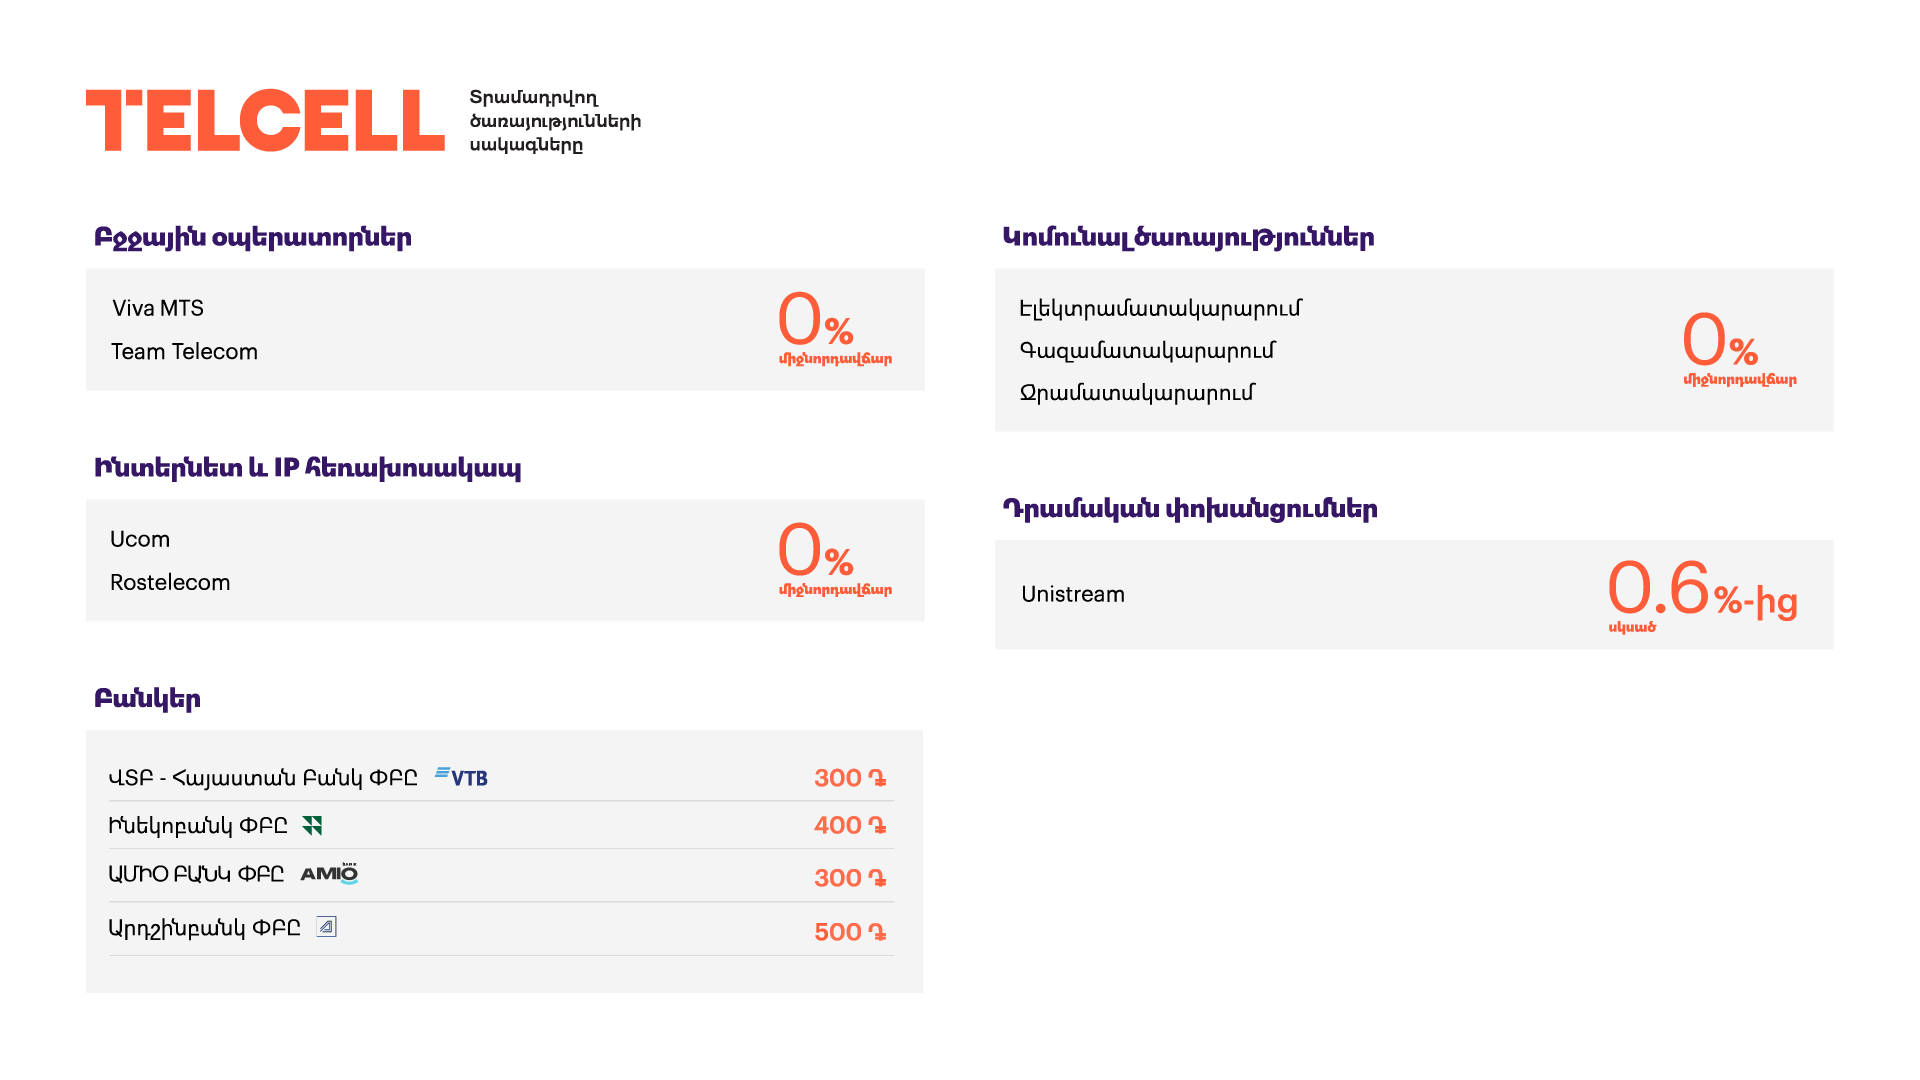 TELCELL
Տրամադրվող
ծառայությունների
սակագները
Բջջային օպերատորներ
Viva MTS
Team Telecom
0%
միջնորդավճար
Ինտերնետ և IP հեռախոսակապ
Ucom
Rostelecom
0%
միջնորդավճար
Բանկեր
ՎՏԲ - Հայաստան Բանկ ՓԲԸ VTB 300 ֏
Ինեկոբանկ ՓԲԸ 400 ֏
ԱՄԻՕ ԲԱՆԿ ՓԲԸ AMIO BANK 300 ֏
Արդշինբանկ ՓԲԸ 500 ֏
Կոմունալ ծառայություններ
Էլեկտրամատակարարում
Գազամատակարարում
Ջրամատակարարում
0%
միջնորդավճար
Դրամական փոխանցումներ
Unistream
0.6%-ից
սկսած